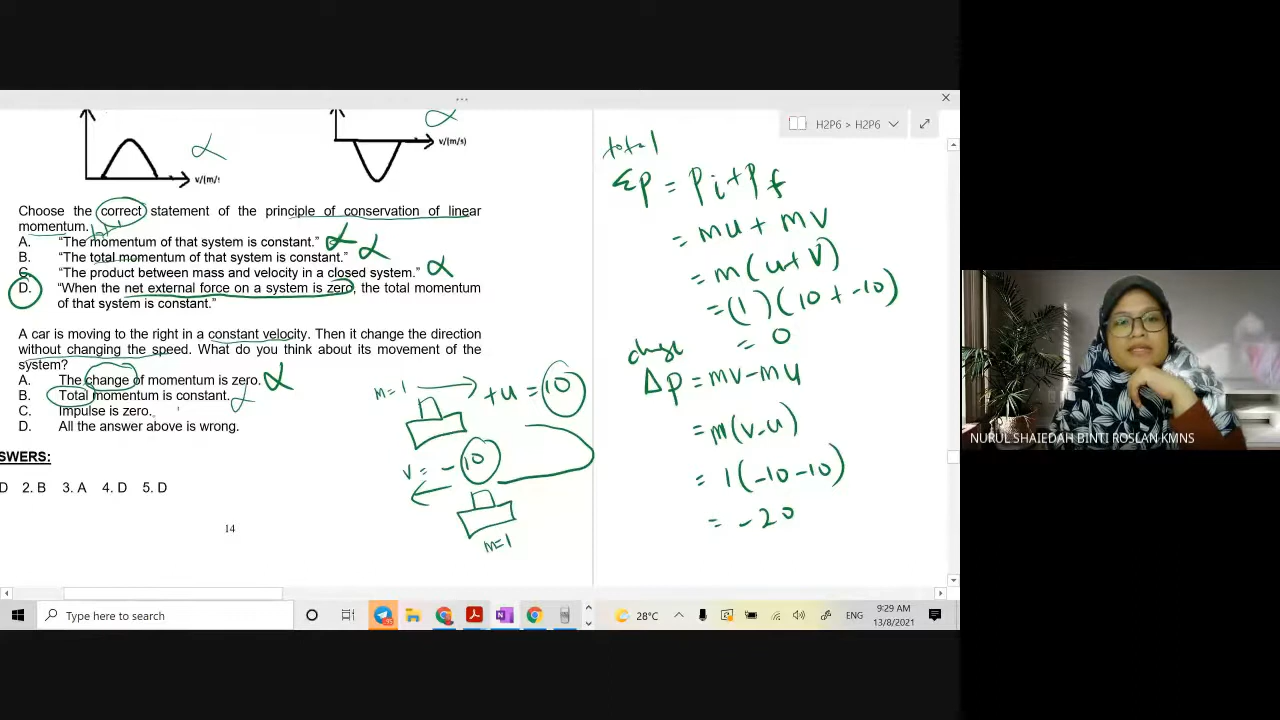 H2P6 > H2P6
v/(m/s
v/(m/s)
α
α
Choose the correct statement of the principle of conservation of linear
momentum.
total
A. "The momentum of that system is constant." α
B. "The total momentum of that system is constant." α
C. "The product between mass and velocity in a closed system." α
D. "When the net external force on a system is zero, the total momentum
of that system is constant."
A car is moving to the right in a constant velocity. Then it change the direction
without changing the speed. What do you think about its movement of the
system?
A. The change of momentum is zero. α
B. Total momentum is constant. α
C. Impulse is zero.
D. All the answer above is wrong.
SWERS:
D 2. B 3. A 4. D 5. D
14
m=1
+u = 10
v = -10
m=1
total
Σp = pi + pf
= mu + mv
= m(u+v)
= (1)(10 + -10)
= 0
change
Δp = mv - mu
= m(v-u)
= 1(-10-10)
= -20
NURUL SHAIEDAH BINTI ROSLAN KMNS
Type here to search
28°C
ENG
9:29 AM
13/8/2021